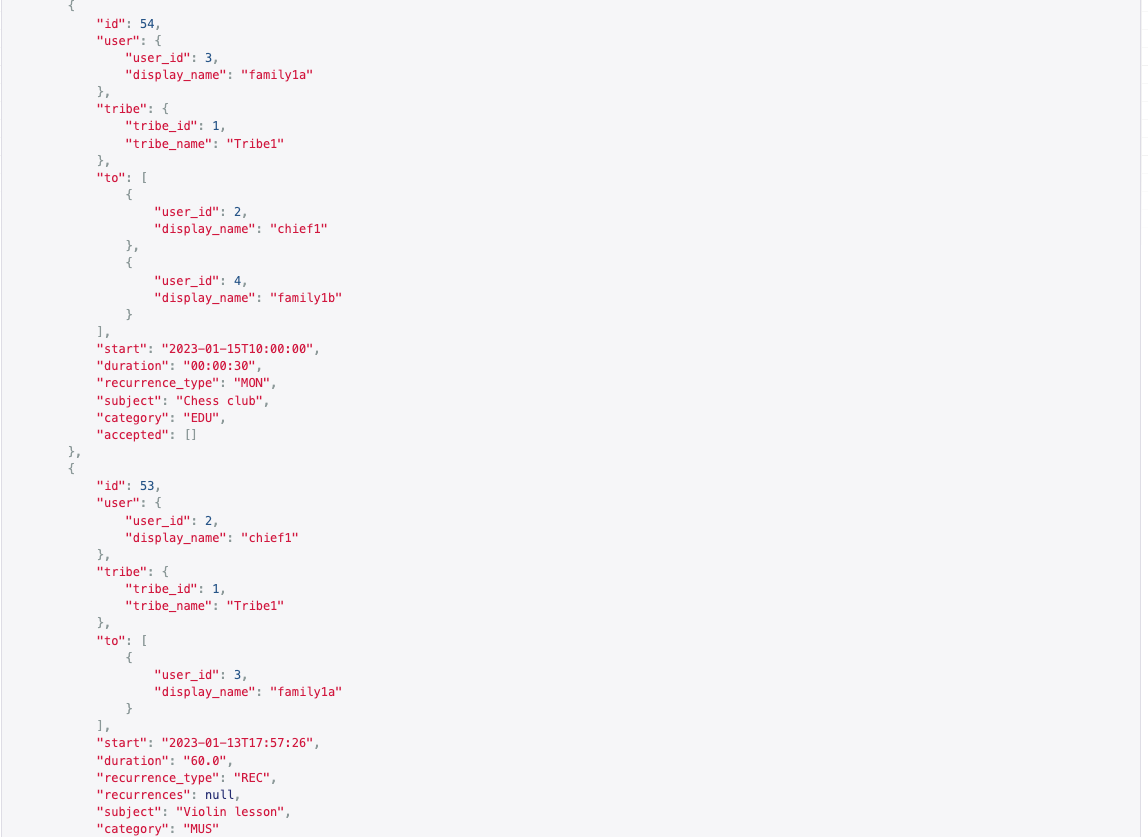 {
"id": 54,
"user": {
"user_id": 3,
"display_name": "family1a"
},
"tribe": {
"tribe_id": 1,
"tribe_name": "Tribe1"
},
"to": [
{
"user_id": 2,
"display_name": "chief1"
},
{
"user_id": 4,
"display_name": "family1b"
}
],
"start": "2023-01-15T10:00:00",
"duration": "00:00:30",
"recurrence_type": "MON",
"subject": "Chess club",
"category": "EDU",
"accepted": []
},
{
"id": 53,
"user": {
"user_id": 2,
"display_name": "chief1"
},
"tribe": {
"tribe_id": 1,
"tribe_name": "Tribe1"
},
"to": [
{
"user_id": 3,
"display_name": "family1a"
}
],
"start": "2023-01-13T17:57:26",
"duration": "60.0",
"recurrence_type": "REC",
"recurrences": null,
"subject": "Violin lesson",
"category": "MUS"